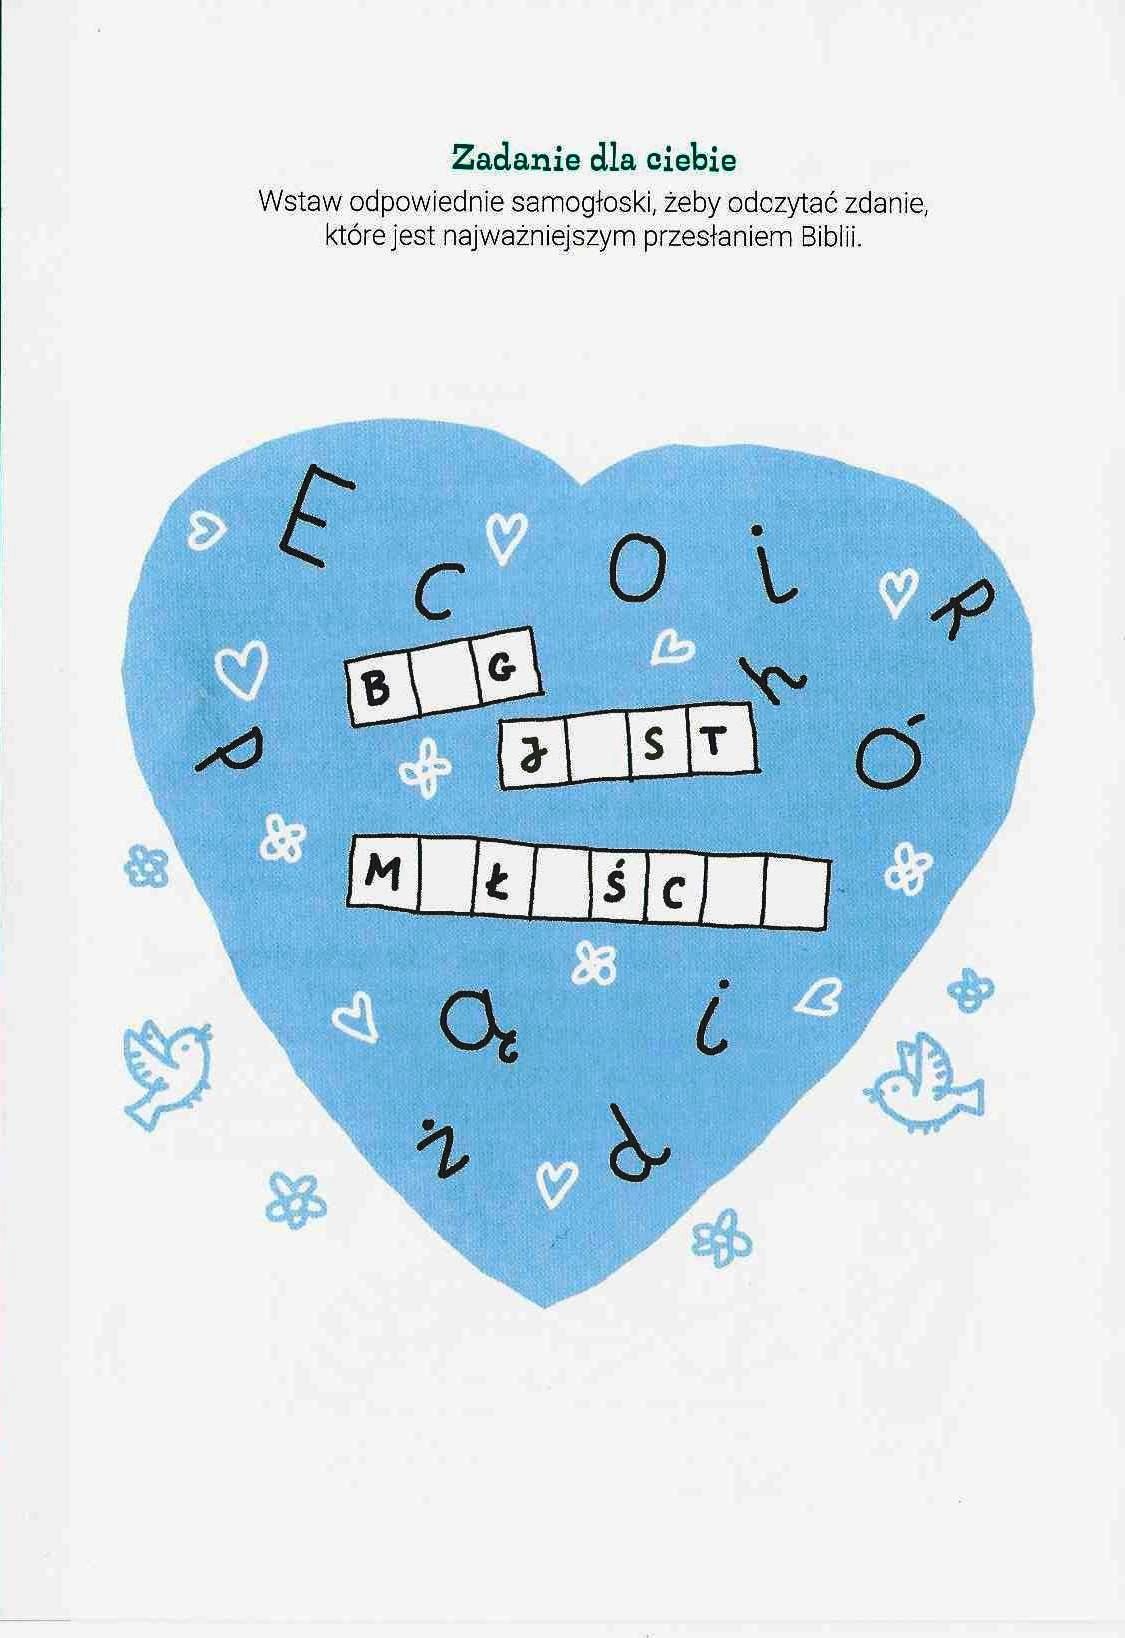 Zadanie dla ciebie
Wstaw odpowiednie samogłoski, żeby odczytać zdanie,
które jest najważniejszym przesłaniem Biblii.
E
C O i
R
B G
h
P
J S T
Ó
M Ł Ś C
Ą i
ż d